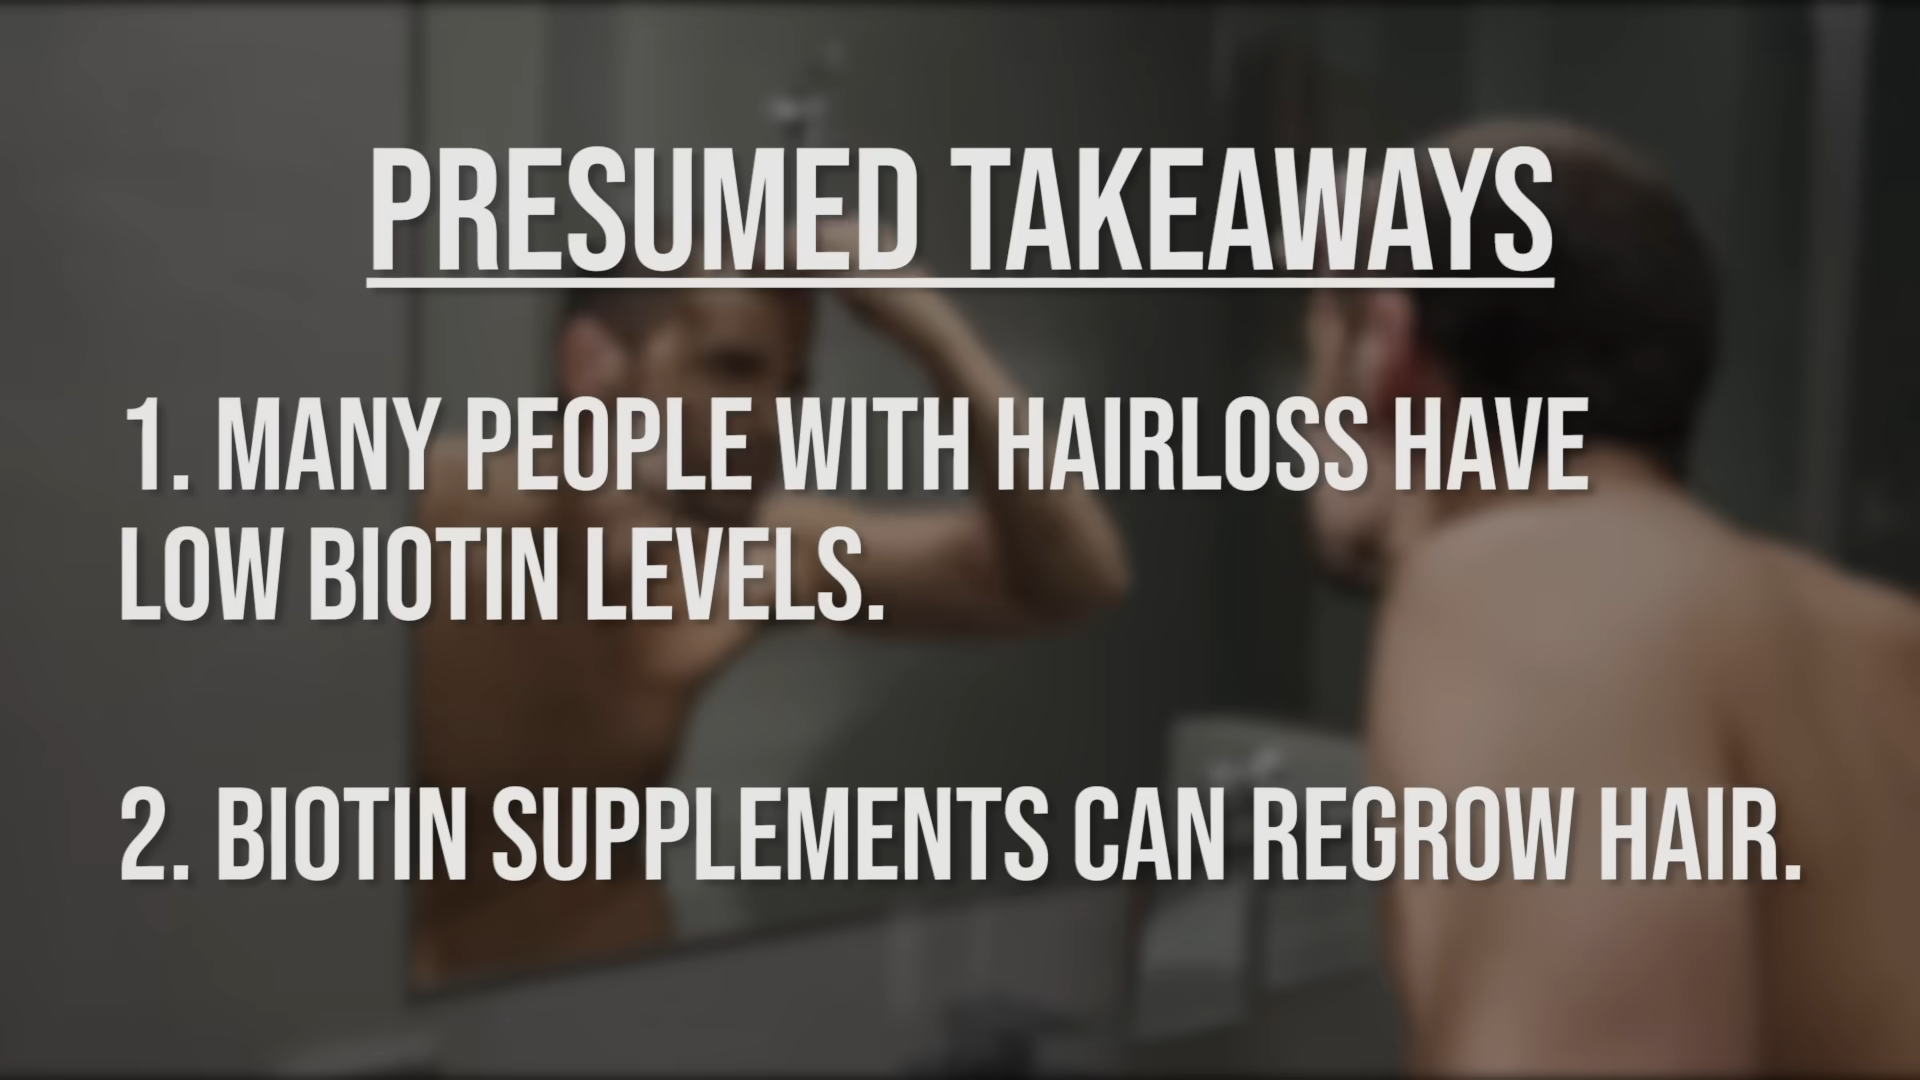 PRESUMED TAKEAWAYS
1. MANY PEOPLE WITH HAIRLOSS HAVE
LOW BIOTIN LEVELS.
2. BIOTIN SUPPLEMENTS CAN REGROW HAIR.